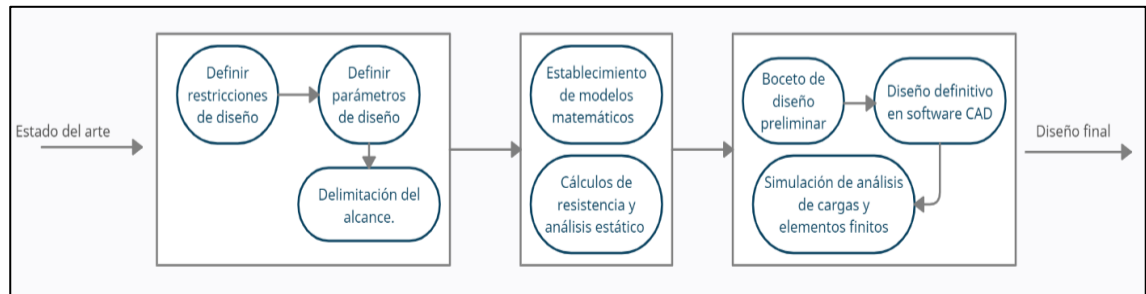 Estado del arte
Definir
restricciones
de diseño
Definir
parámetros
de diseño
Delimitación del
alcance.
Establecimiento
de modelos
matemáticos
Cálculos de
resistencia y
análisis estático
Boceto de
diseño
preliminar
Diseño definitivo
en software CAD
Simulación de análisis
de cargas y
elementos finitos
Diseño final